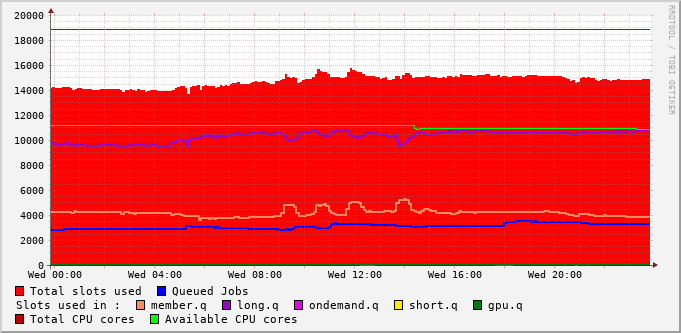 20000
18000
16000
14000
12000
10000
8000
6000
4000
2000
0
Wed 00:00 Wed 04:00 Wed 08:00 Wed 12:00 Wed 16:00 Wed 20:00
Total slots used Queued Jobs
Slots used in : member.q long.q ondemand.q short.q gpu.q
Total CPU cores Available CPU cores
RRDTOOL / TOBI OETIKER